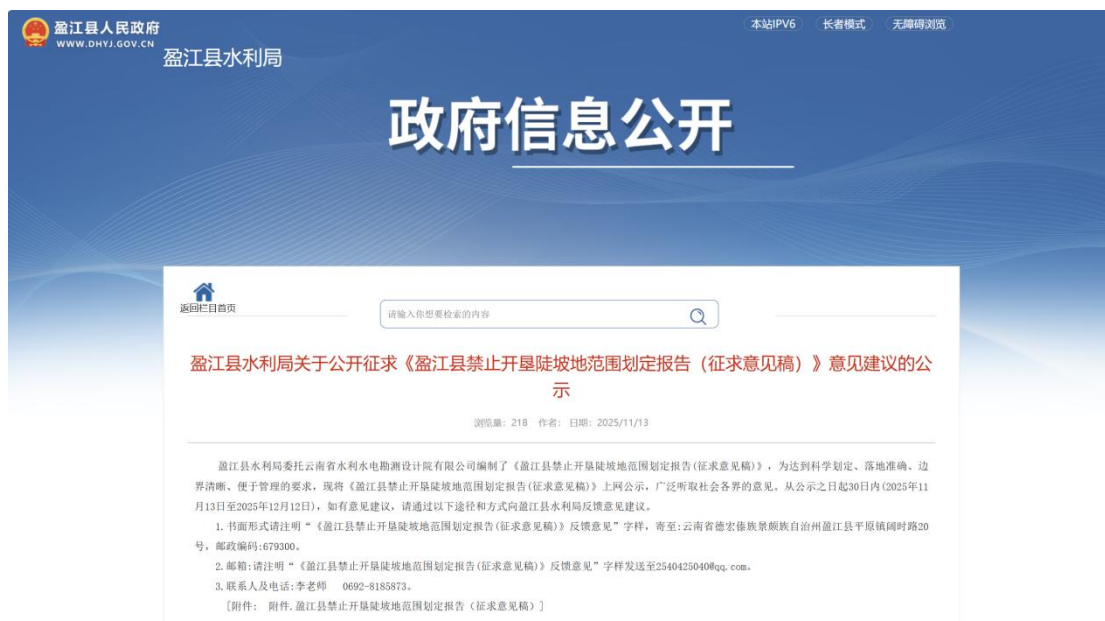 盈江县人民政府
WWW.DHYJ.GOV.CN
本站IPV6 长者模式 无障碍浏览
盈江县水利局
政府信息公开
返回栏目首页
请输入你想要检索的内容
盈江县水利局关于公开征求《盈江县禁止开垦陡坡地范围划定报告（征求意见稿）》意见建议的公
示
浏览量：218 作者： 日期：2025/11/13
盈江县水利局委托云南省水利水电勘测设计院有限公司编制了《盈江县禁止开垦陡坡地范围划定报告(征求意见稿)》，为达到科学划定、落地准确、边
界清晰、便于管理的要求，现将《盈江县禁止开垦陡坡地范围划定报告(征求意见稿)》上网公示，广泛听取社会各界的意见。从公示之日起30日内(2025年11
月13日至2025年12月12日)，如有意见建议，请通过以下途径和方式向盈江县水利局反馈意见建议。
1.书面形式请注明“《盈江县禁止开垦陡坡地范围划定报告(征求意见稿)》反馈意见”字样，寄至:云南省德宏傣族景颇族自治州盈江县平原镇阔时路20
号，邮政编码:679300。
2.邮箱:请注明“《盈江县禁止开垦陡坡地范围划定报告(征求意见稿)》反馈意见”字样发送至2540425040@qq.com。
3.联系人及电话:李老师 0692-8185873。
[附件: 附件.盈江县禁止开垦陡坡地范围划定报告（征求意见稿）]